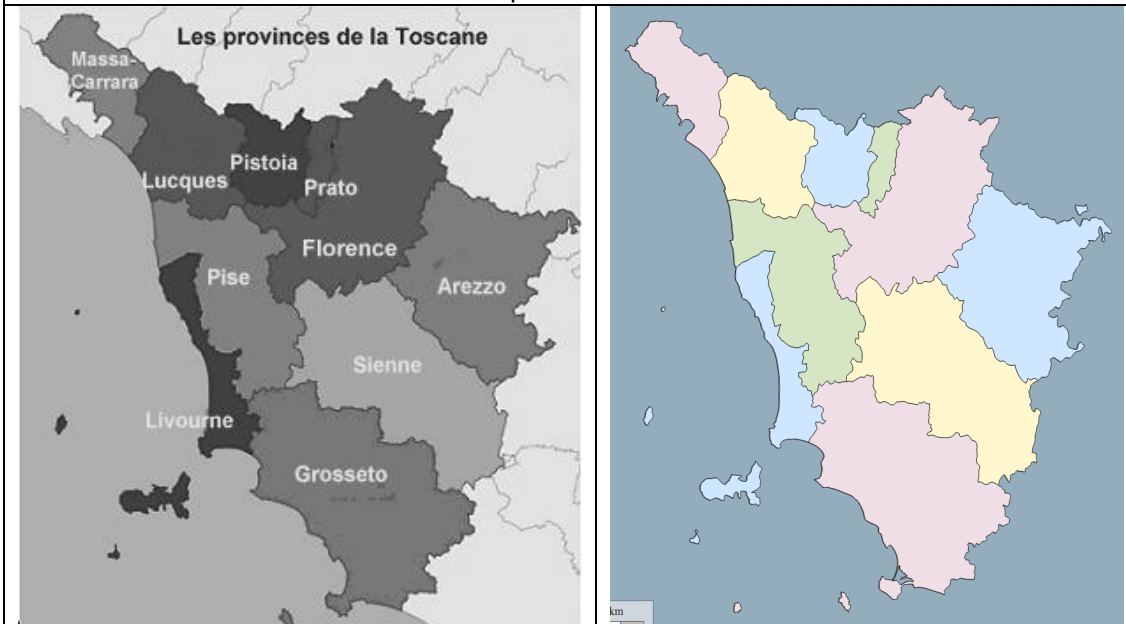 Les provinces de la Toscane
Massa-
Carrara
Pistoia
Lucques
Prato
Florence
Pise
Arezzo
Sienne
Livourne
Grosseto
km